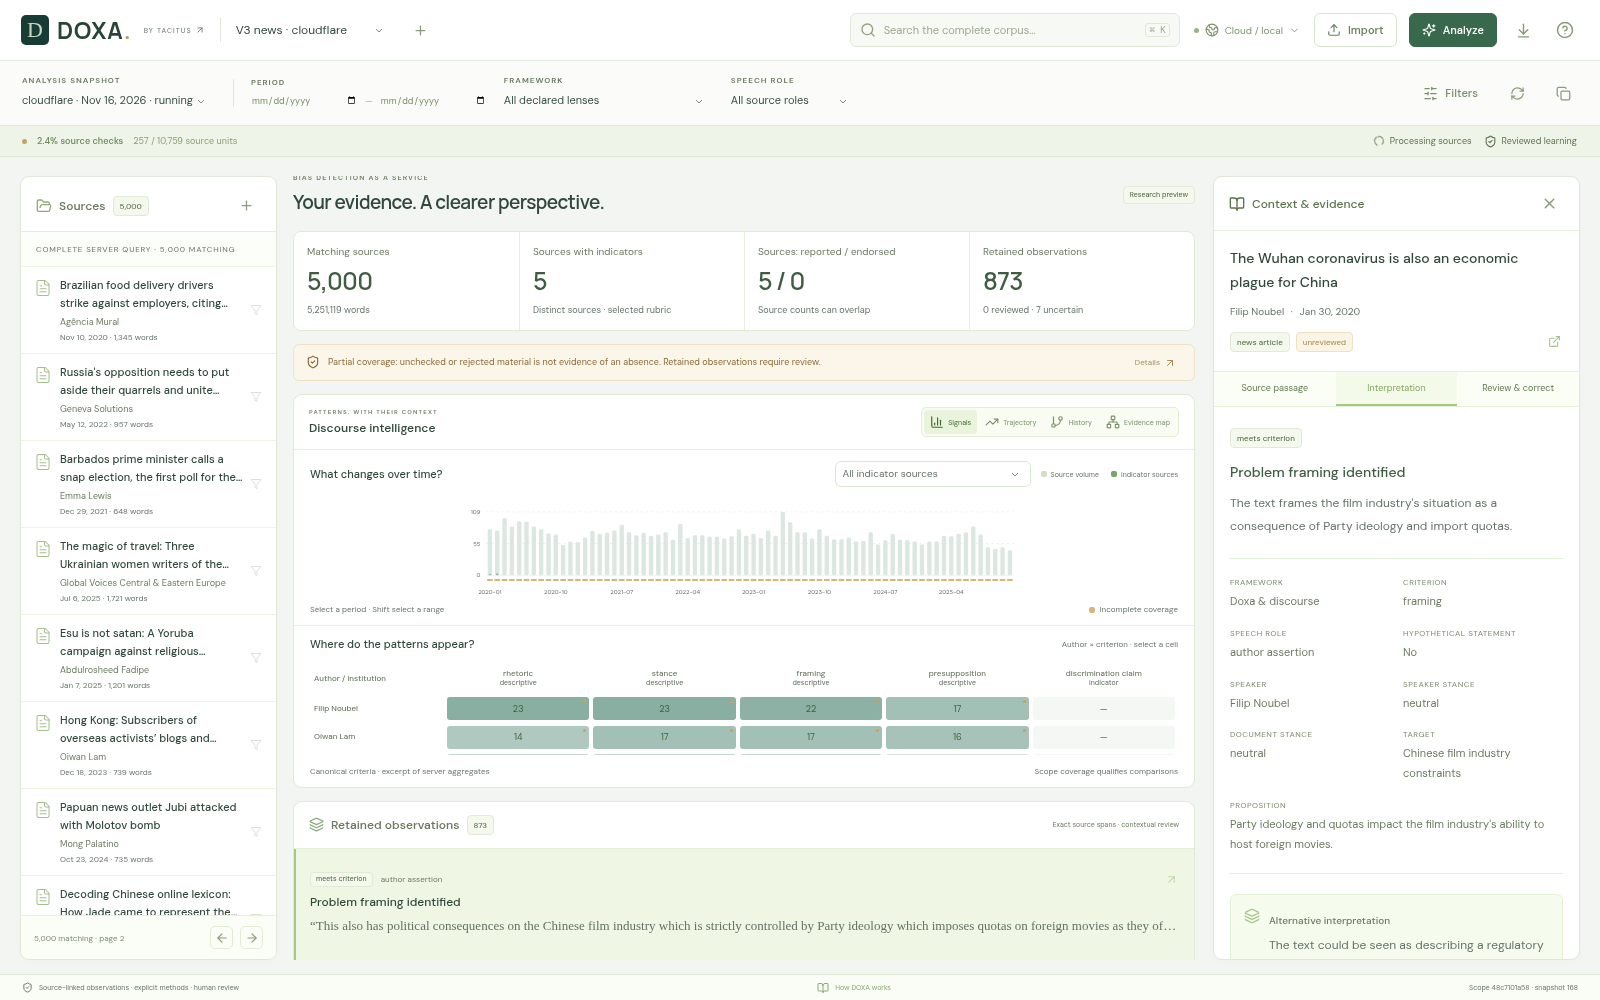 D DOXA. BY TACITUS
V3 news · cloudflare
Search the complete corpus... ⌘ K
Cloud / local
Import
Analyze
ANALYSIS SNAPSHOT
cloudflare · Nov 16, 2026 · running
PERIOD
mm/dd/yyyy — mm/dd/yyyy
FRAMEWORK
All declared lenses
SPEECH ROLE
All source roles
Filters
2.4% source checks 257 / 10,759 source units
Processing sources Reviewed learning
Sources 5,000
COMPLETE SERVER QUERY · 5,000 MATCHING
Brazilian food delivery drivers
strike against employers, citing...
Agência Mural
Nov 10, 2020 · 1,345 words
Russia's opposition needs to put
aside their quarrels and unite...
Geneva Solutions
May 12, 2022 · 957 words
Barbados prime minister calls a
snap election, the first poll for the...
Emma Lewis
Dec 29, 2021 · 648 words
The magic of travel: Three
Ukrainian women writers of the...
Global Voices Central & Eastern Europe
Jul 6, 2025 · 1,721 words
Esu is not satan: A Yoruba
campaign against religious...
Abdulrosheed Fadipe
Jan 7, 2025 · 1,201 words
Hong Kong: Subscribers of
overseas activists’ blogs and...
Oiwan Lam
Dec 18, 2023 · 739 words
Papuan news outlet Jubi attacked
with Molotov bomb
Mong Palatino
Oct 23, 2024 · 735 words
Decoding Chinese online lexicon:
How Jade came to represent the...
5,000 matching · page 2
BIAS DETECTION AS A SERVICE
Your evidence. A clearer perspective.
Research preview
Matching sources
5,000
5,251,119 words
Sources with indicators
5
Distinct sources · selected rubric
Sources: reported / endorsed
5 / 0
Source counts can overlap
Retained observations
873
0 reviewed · 7 uncertain
Partial coverage: unchecked or rejected material is not evidence of an absence. Retained observations require review.
Details
PATTERNS, WITH THEIR CONTEXT
Discourse intelligence
Signals Trajectory History Evidence map
What changes over time?
All indicator sources
Source volume Indicator sources
109
55
0
2020-01 2020-10 2021-07 2022-04 2023-01 2023-10 2024-07 2025-04
Select a period · Shift select a range
Incomplete coverage
Where do the patterns appear?
Author × criterion · select a cell
Author / institution
rhetoric descriptive
stance descriptive
framing descriptive
presupposition descriptive
discrimination claim indicator
Filip Noubel 23 23 22 17 —
Oiwan Lam 14 17 17 16 —
Canonical criteria · excerpt of server aggregates
Scope coverage qualifies comparisons
Retained observations 873
Exact source spans · contextual review
meets criterion author assertion
Problem framing identified
“This also has political consequences on the Chinese film industry which is strictly controlled by Party ideology which imposes quotas on foreign movies as they of...
Context & evidence
The Wuhan coronavirus is also an economic
plague for China
Filip Noubel · Jan 30, 2020
news article unreviewed
Source passage Interpretation Review & correct
meets criterion
Problem framing identified
The text frames the film industry's situation as a
consequence of Party ideology and import quotas.
FRAMEWORK
Doxa & discourse
CRITERION
framing
SPEECH ROLE
author assertion
HYPOTHETICAL STATEMENT
No
SPEAKER
Filip Noubel
SPEAKER STANCE
neutral
DOCUMENT STANCE
neutral
TARGET
Chinese film industry
constraints
PROPOSITION
Party ideology and quotas impact the film industry's ability to
host foreign movies.
Alternative interpretation
The text could be seen as describing a regulatory
Source-linked observations · explicit methods · human review
How DOXA works
Scope 48c7101a58 · snapshot 168